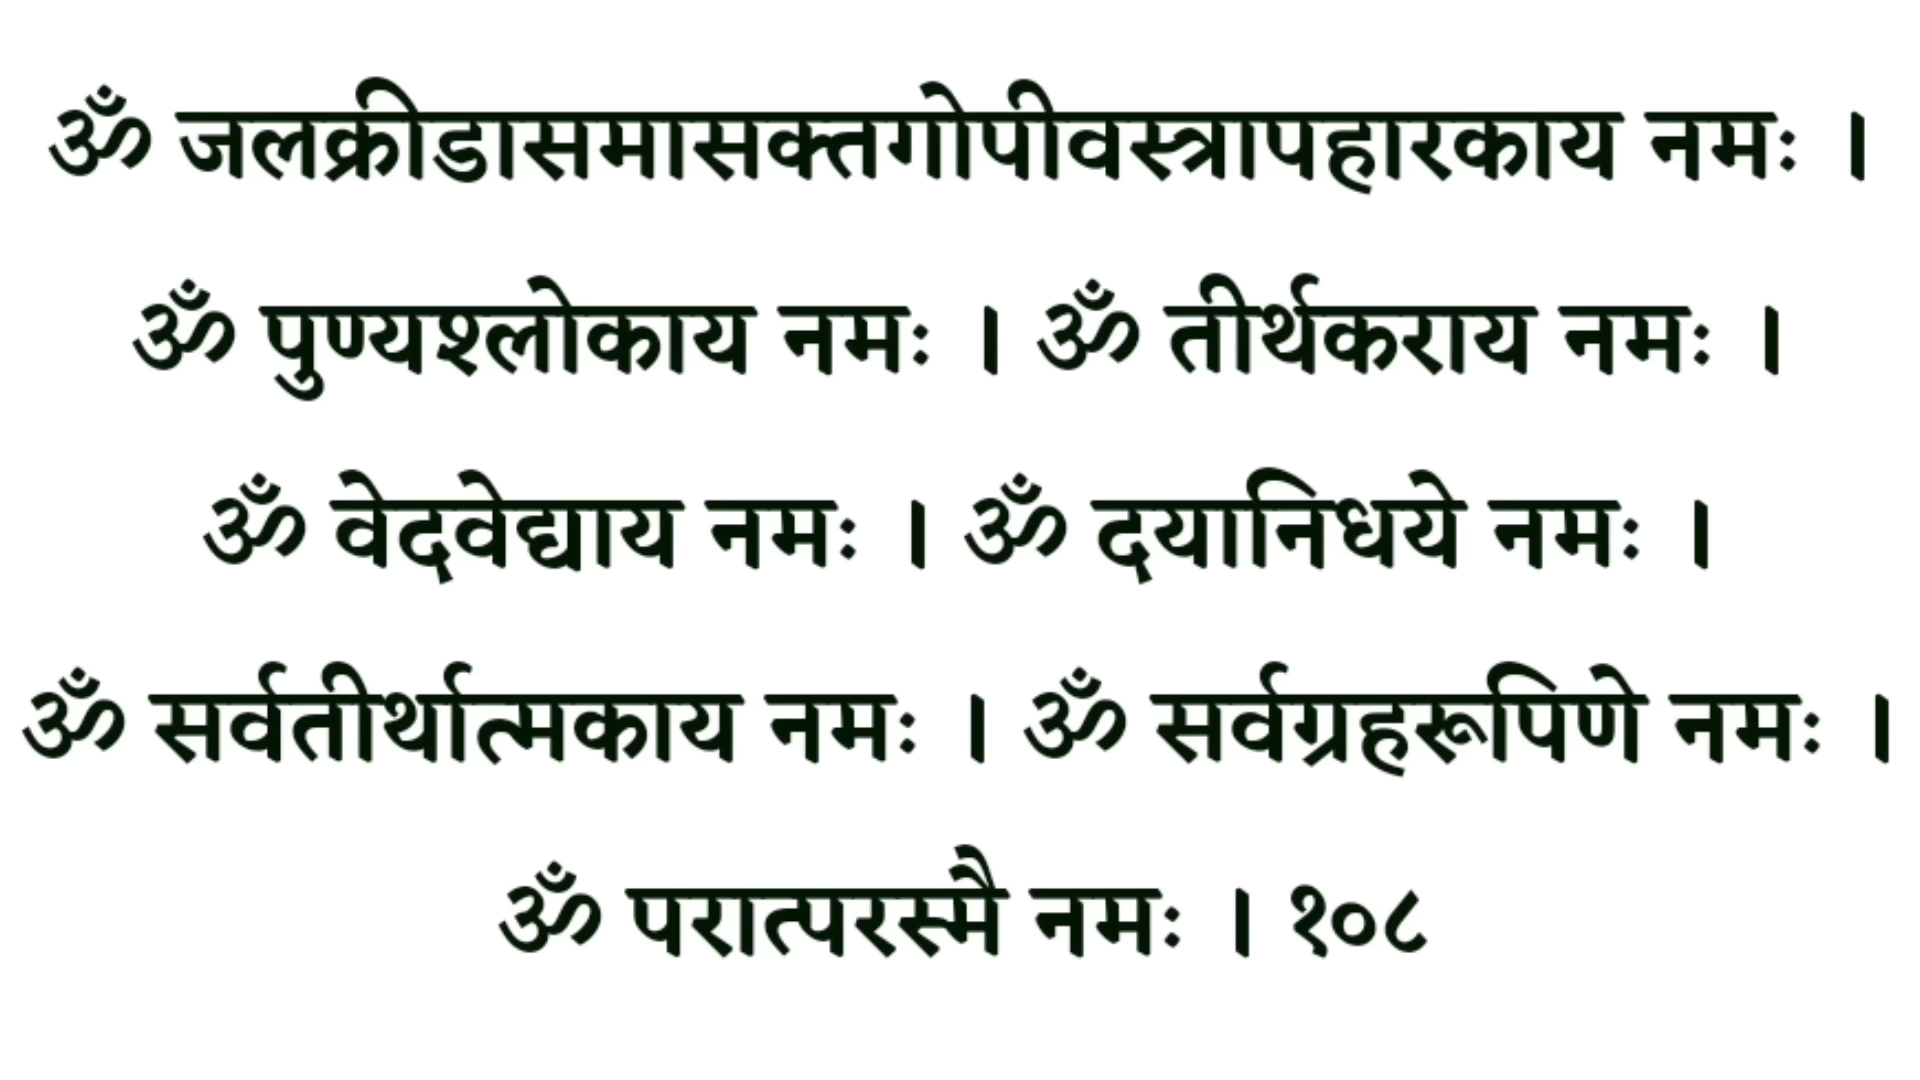 ॐ जलक्रीडासमासक्तगोपीवस्त्रापहारकाय नमः ।
ॐ पुण्यश्लोकाय नमः । ॐ तीर्थकराय नमः ।
ॐ वेदवेद्याय नमः । ॐ दयानिधये नमः ।
ॐ सर्वतीर्थात्मकाय नमः । ॐ सर्वग्रहरूपिणे नमः ।
ॐ परात्परस्मै नमः । १०८